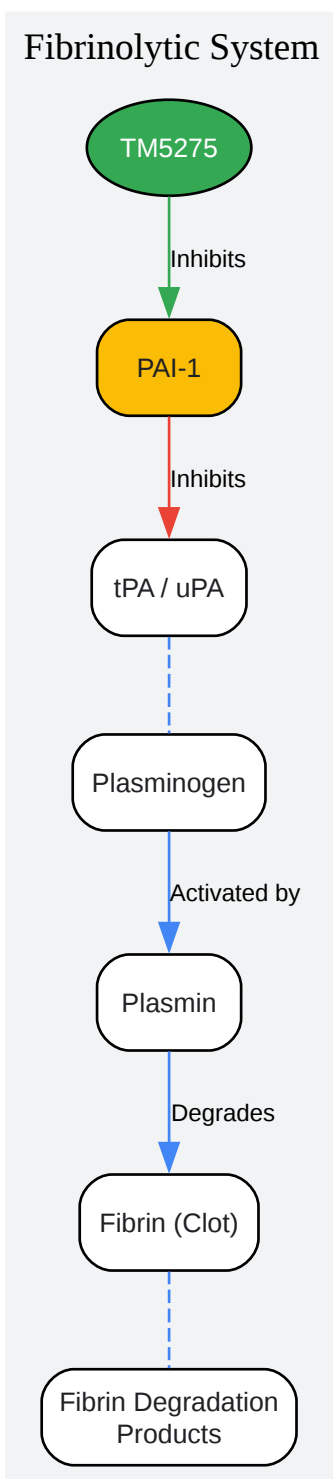 Fibrinolytic System
TM5275
Inhibits
PAI-1
Inhibits
tPA / uPA
Plasminogen
Activated by
Plasmin
Degrades
Fibrin (Clot)
Fibrin Degradation
Products